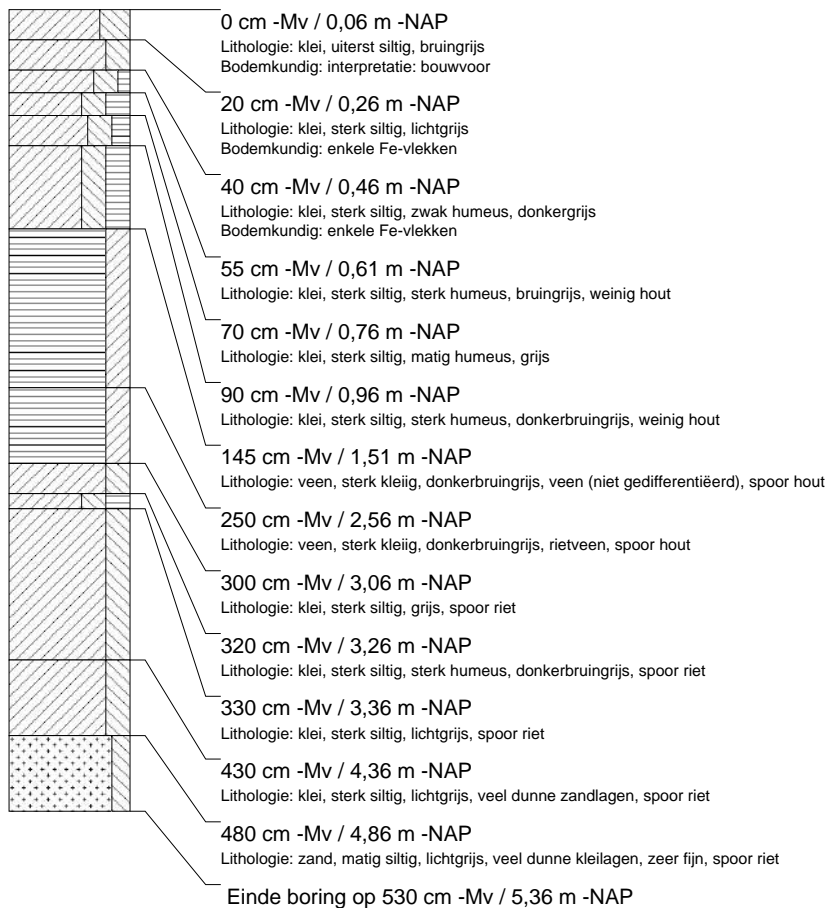 0 cm -Mv / 0,06 m -NAP
Lithologie: klei, uiterst siltig, bruingrijs
Bodemkundig: interpretatie: bouwvoor
20 cm -Mv / 0,26 m -NAP
Lithologie: klei, sterk siltig, lichtgrijs
Bodemkundig: enkele Fe-vlekken
40 cm -Mv / 0,46 m -NAP
Lithologie: klei, sterk siltig, zwak humeus, donkergrijs
Bodemkundig: enkele Fe-vlekken
55 cm -Mv / 0,61 m -NAP
Lithologie: klei, sterk siltig, sterk humeus, bruingrijs, weinig hout
70 cm -Mv / 0,76 m -NAP
Lithologie: klei, sterk siltig, matig humeus, grijs
90 cm -Mv / 0,96 m -NAP
Lithologie: klei, sterk siltig, sterk humeus, donkerbruingrijs, weinig hout
145 cm -Mv / 1,51 m -NAP
Lithologie: veen, sterk kleiig, donkerbruingrijs, veen (niet gedifferentiëerd), spoor hout
250 cm -Mv / 2,56 m -NAP
Lithologie: veen, sterk kleiig, donkerbruingrijs, rietveen, spoor hout
300 cm -Mv / 3,06 m -NAP
Lithologie: klei, sterk siltig, grijs, spoor riet
320 cm -Mv / 3,26 m -NAP
Lithologie: klei, sterk siltig, sterk humeus, donkerbruingrijs, spoor riet
330 cm -Mv / 3,36 m -NAP
Lithologie: klei, sterk siltig, lichtgrijs, spoor riet
430 cm -Mv / 4,36 m -NAP
Lithologie: klei, sterk siltig, lichtgrijs, veel dunne zandlagen, spoor riet
480 cm -Mv / 4,86 m -NAP
Lithologie: zand, matig siltig, lichtgrijs, veel dunne kleilagen, zeer fijn, spoor riet
Einde boring op 530 cm -Mv / 5,36 m -NAP